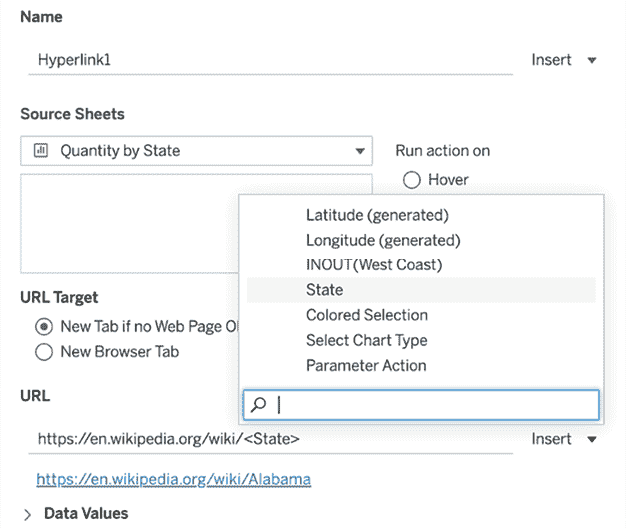 Name
Hyperlink1 Insert
Source Sheets
Quantity by State
Run action on
Hover
Latitude (generated)
Longitude (generated)
INOUT(West Coast)
State
Colored Selection
Select Chart Type
Parameter Action
URL Target
New Tab if no Web Page
New Browser Tab
URL
https://en.wikipedia.org/wiki/<State> Insert
https://en.wikipedia.org/wiki/Alabama
Data Values